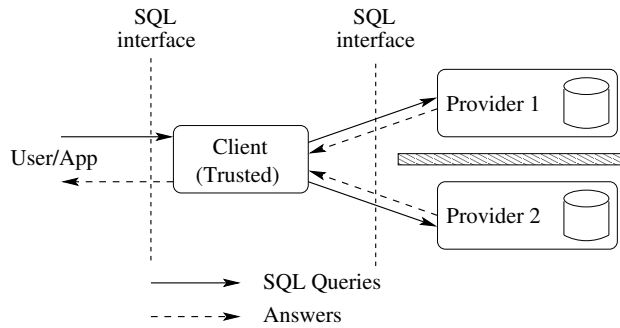 SQL
interface
SQL
interface
Provider 1
User/App
Client
(Trusted)
Provider 2
SQL Queries
Answers